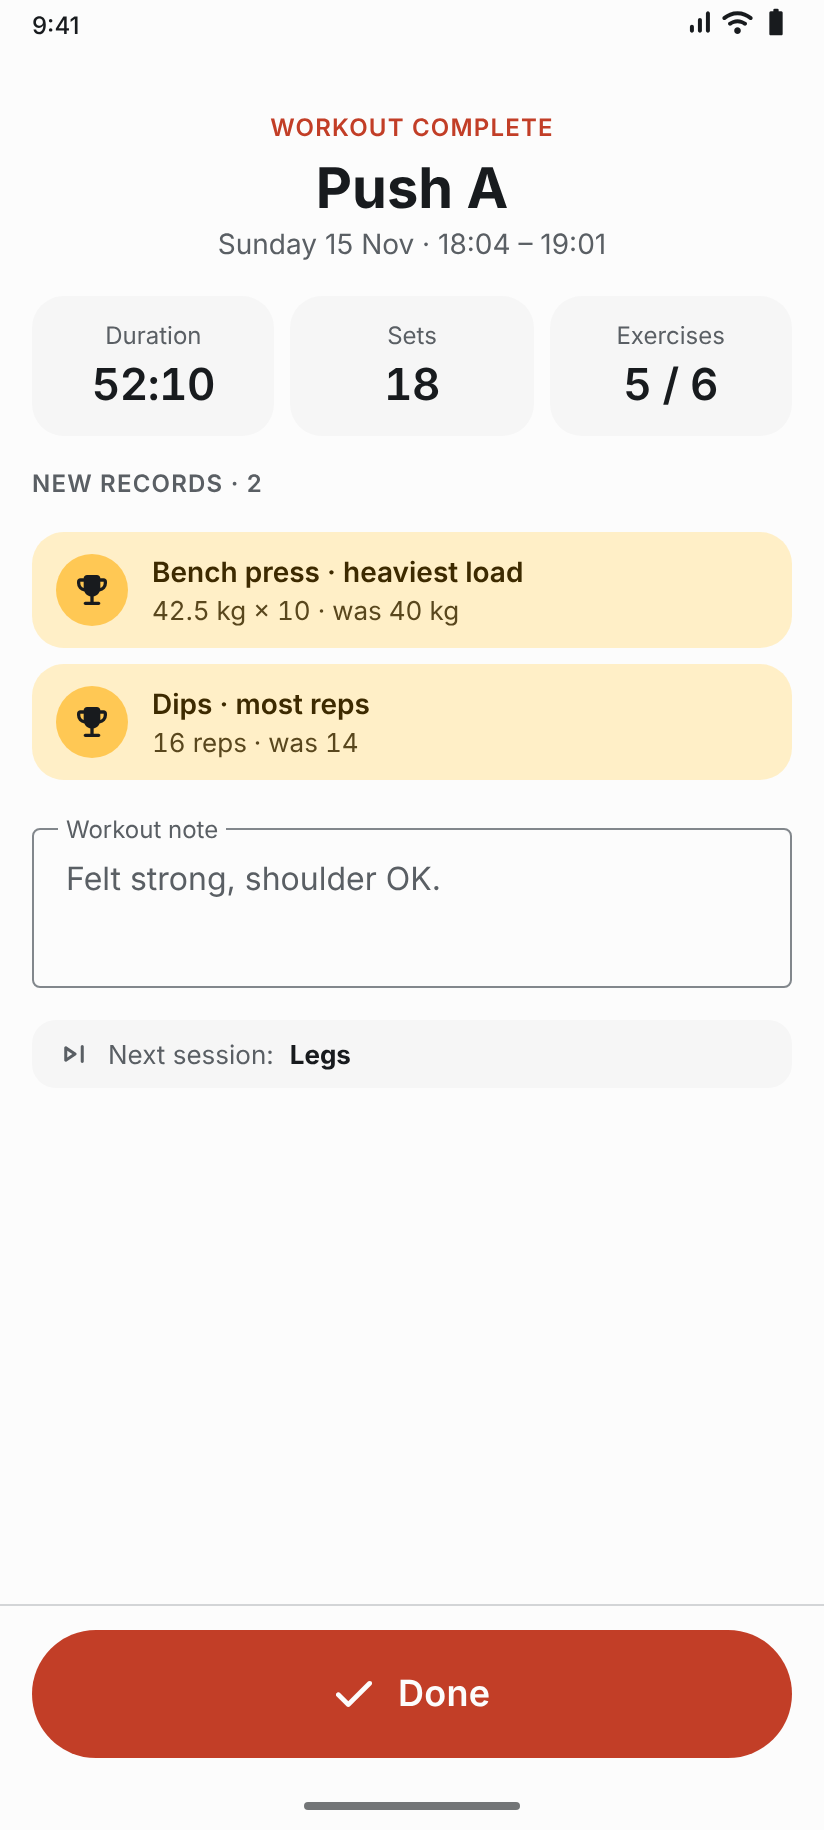 9:41
WORKOUT COMPLETE
Push A
Sunday 15 Nov · 18:04 – 19:01
Duration
52:10
Sets
18
Exercises
5 / 6
NEW RECORDS · 2
Bench press · heaviest load
42.5 kg × 10 · was 40 kg
Dips · most reps
16 reps · was 14
Workout note
Felt strong, shoulder OK.
Next session: Legs
Done